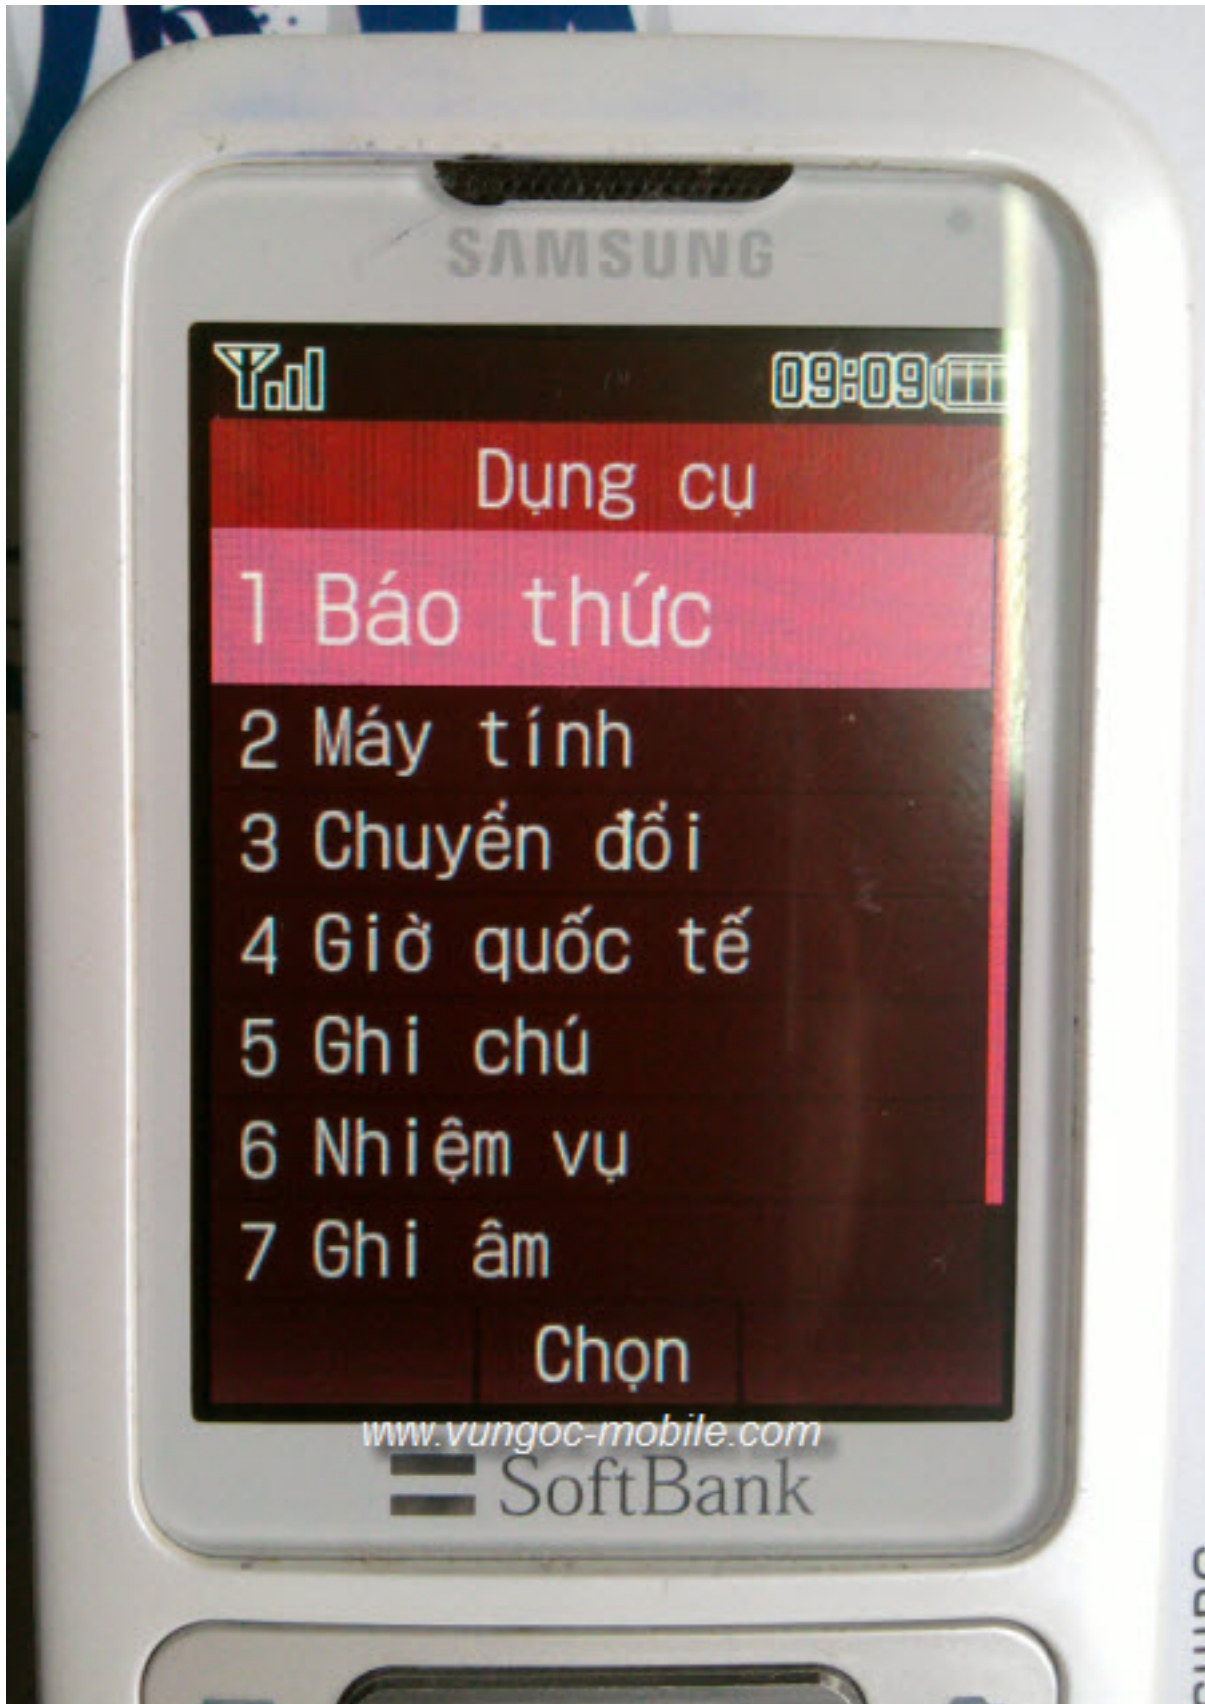 SAMSUNG
09:09
Dụng cụ
1 Báo thức
2 Máy tính
3 Chuyển đổi
4 Giờ quốc tế
5 Ghi chú
6 Nhiệm vụ
7 Ghi âm
Chọn
www.vungoc-mobile.com
SoftBank